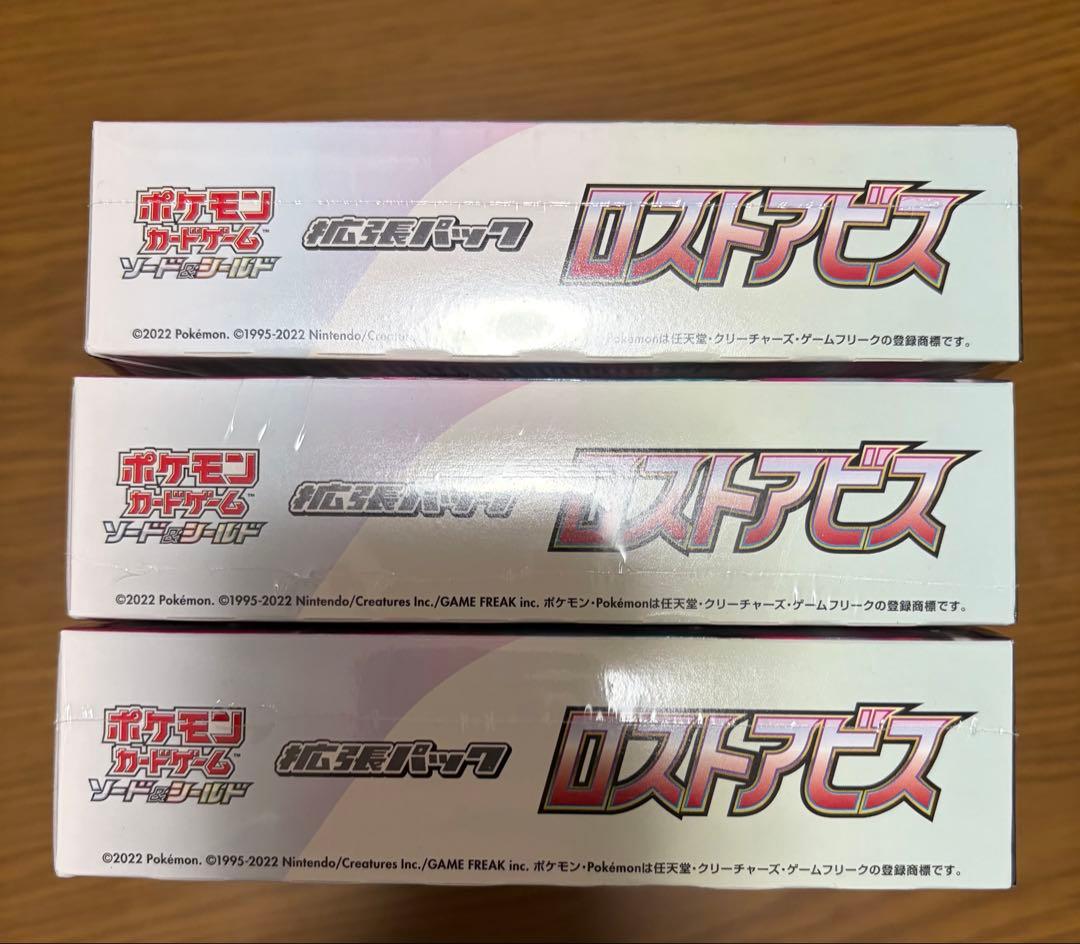 ポケモン
カードゲーム™
ソード&シールド
拡張パック
ロストアビス
©2022 Pokémon. ©1995-2022 Nintendo/Creatures
Pokémonは任天堂・クリーチャーズ・ゲームフリークの登録商標です。
ポケモン
カードゲーム™
ソード&シールド
拡張パック
ロストアビス
©2022 Pokémon. ©1995-2022 Nintendo/Creatures Inc./GAME FREAK inc. ポケモン・Pokémonは任天堂・クリーチャーズ・ゲームフリークの登録商標です。
ポケモン
カードゲーム™
ソード&シールド
拡張パック
ロストアビス
©2022 Pokémon. ©1995-2022 Nintendo/Creatures Inc./GAME FREAK inc. ポケモン・Pokémonは任天堂・クリーチャーズ・ゲームフリークの登録商標です。